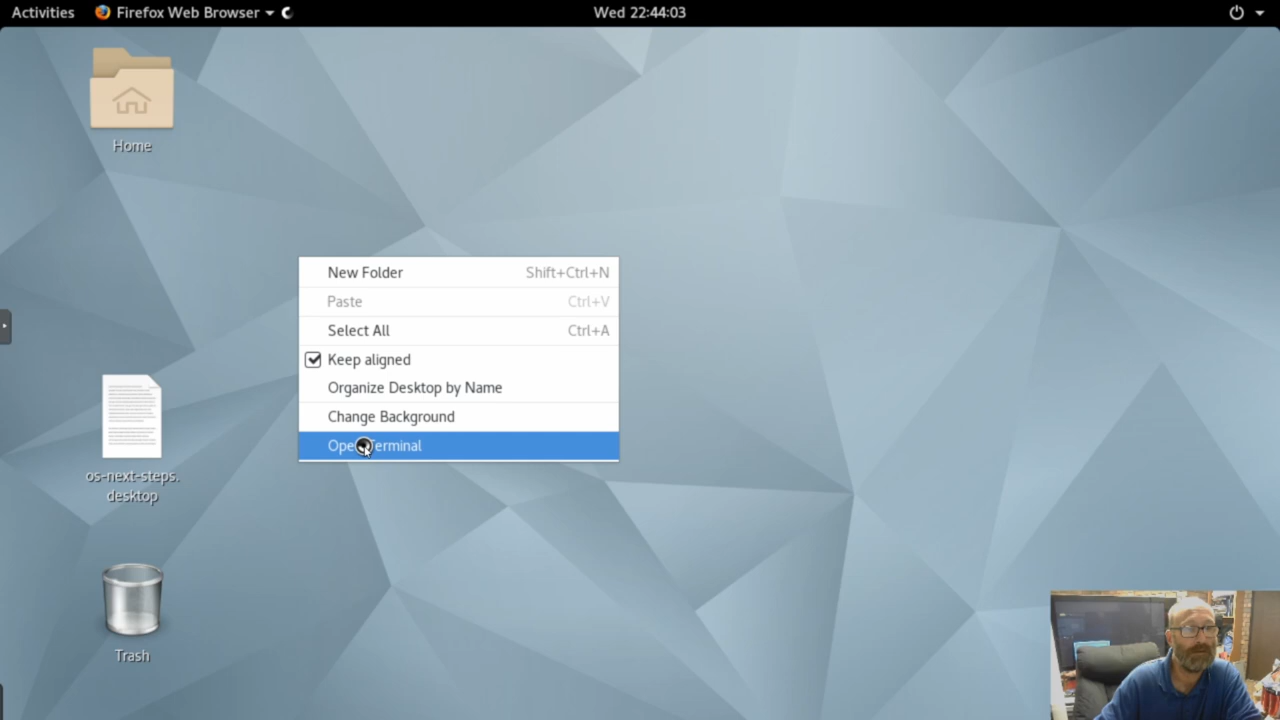 Activities Firefox Web Browser Wed 22:44:03
Home
New Folder Shift+Ctrl+N
Paste Ctrl+V
Select All Ctrl+A
Keep aligned
Organize Desktop by Name
Change Background
Open Terminal
os-next-steps.
desktop
Trash